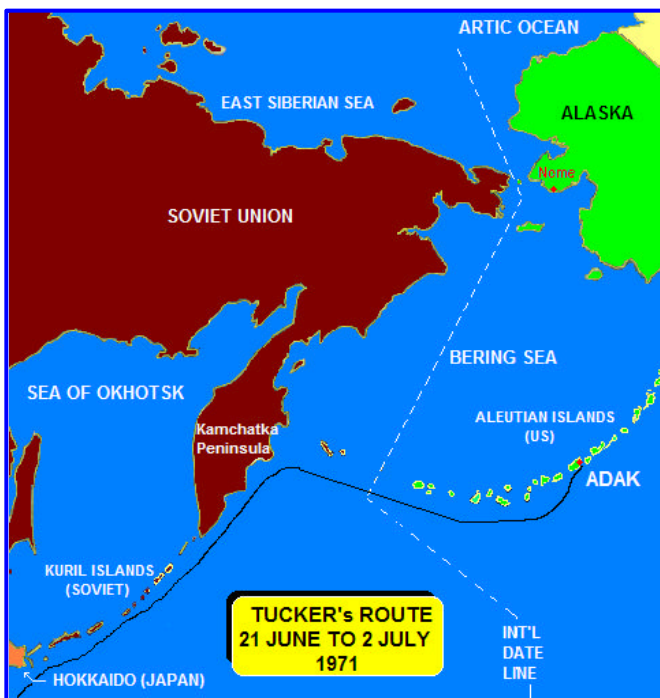 ARTIC OCEAN
EAST SIBERIAN SEA
ALASKA
Nome
SOVIET UNION
BERING SEA
SEA OF OKHOTSK
ALEUTIAN ISLANDS
(US)
Kamchatka
Peninsula
ADAK
KURIL ISLANDS
(SOVIET)
TUCKER's ROUTE
21 JUNE TO 2 JULY
1971
INT'L
DATE
LINE
HOKKAIDO (JAPAN)